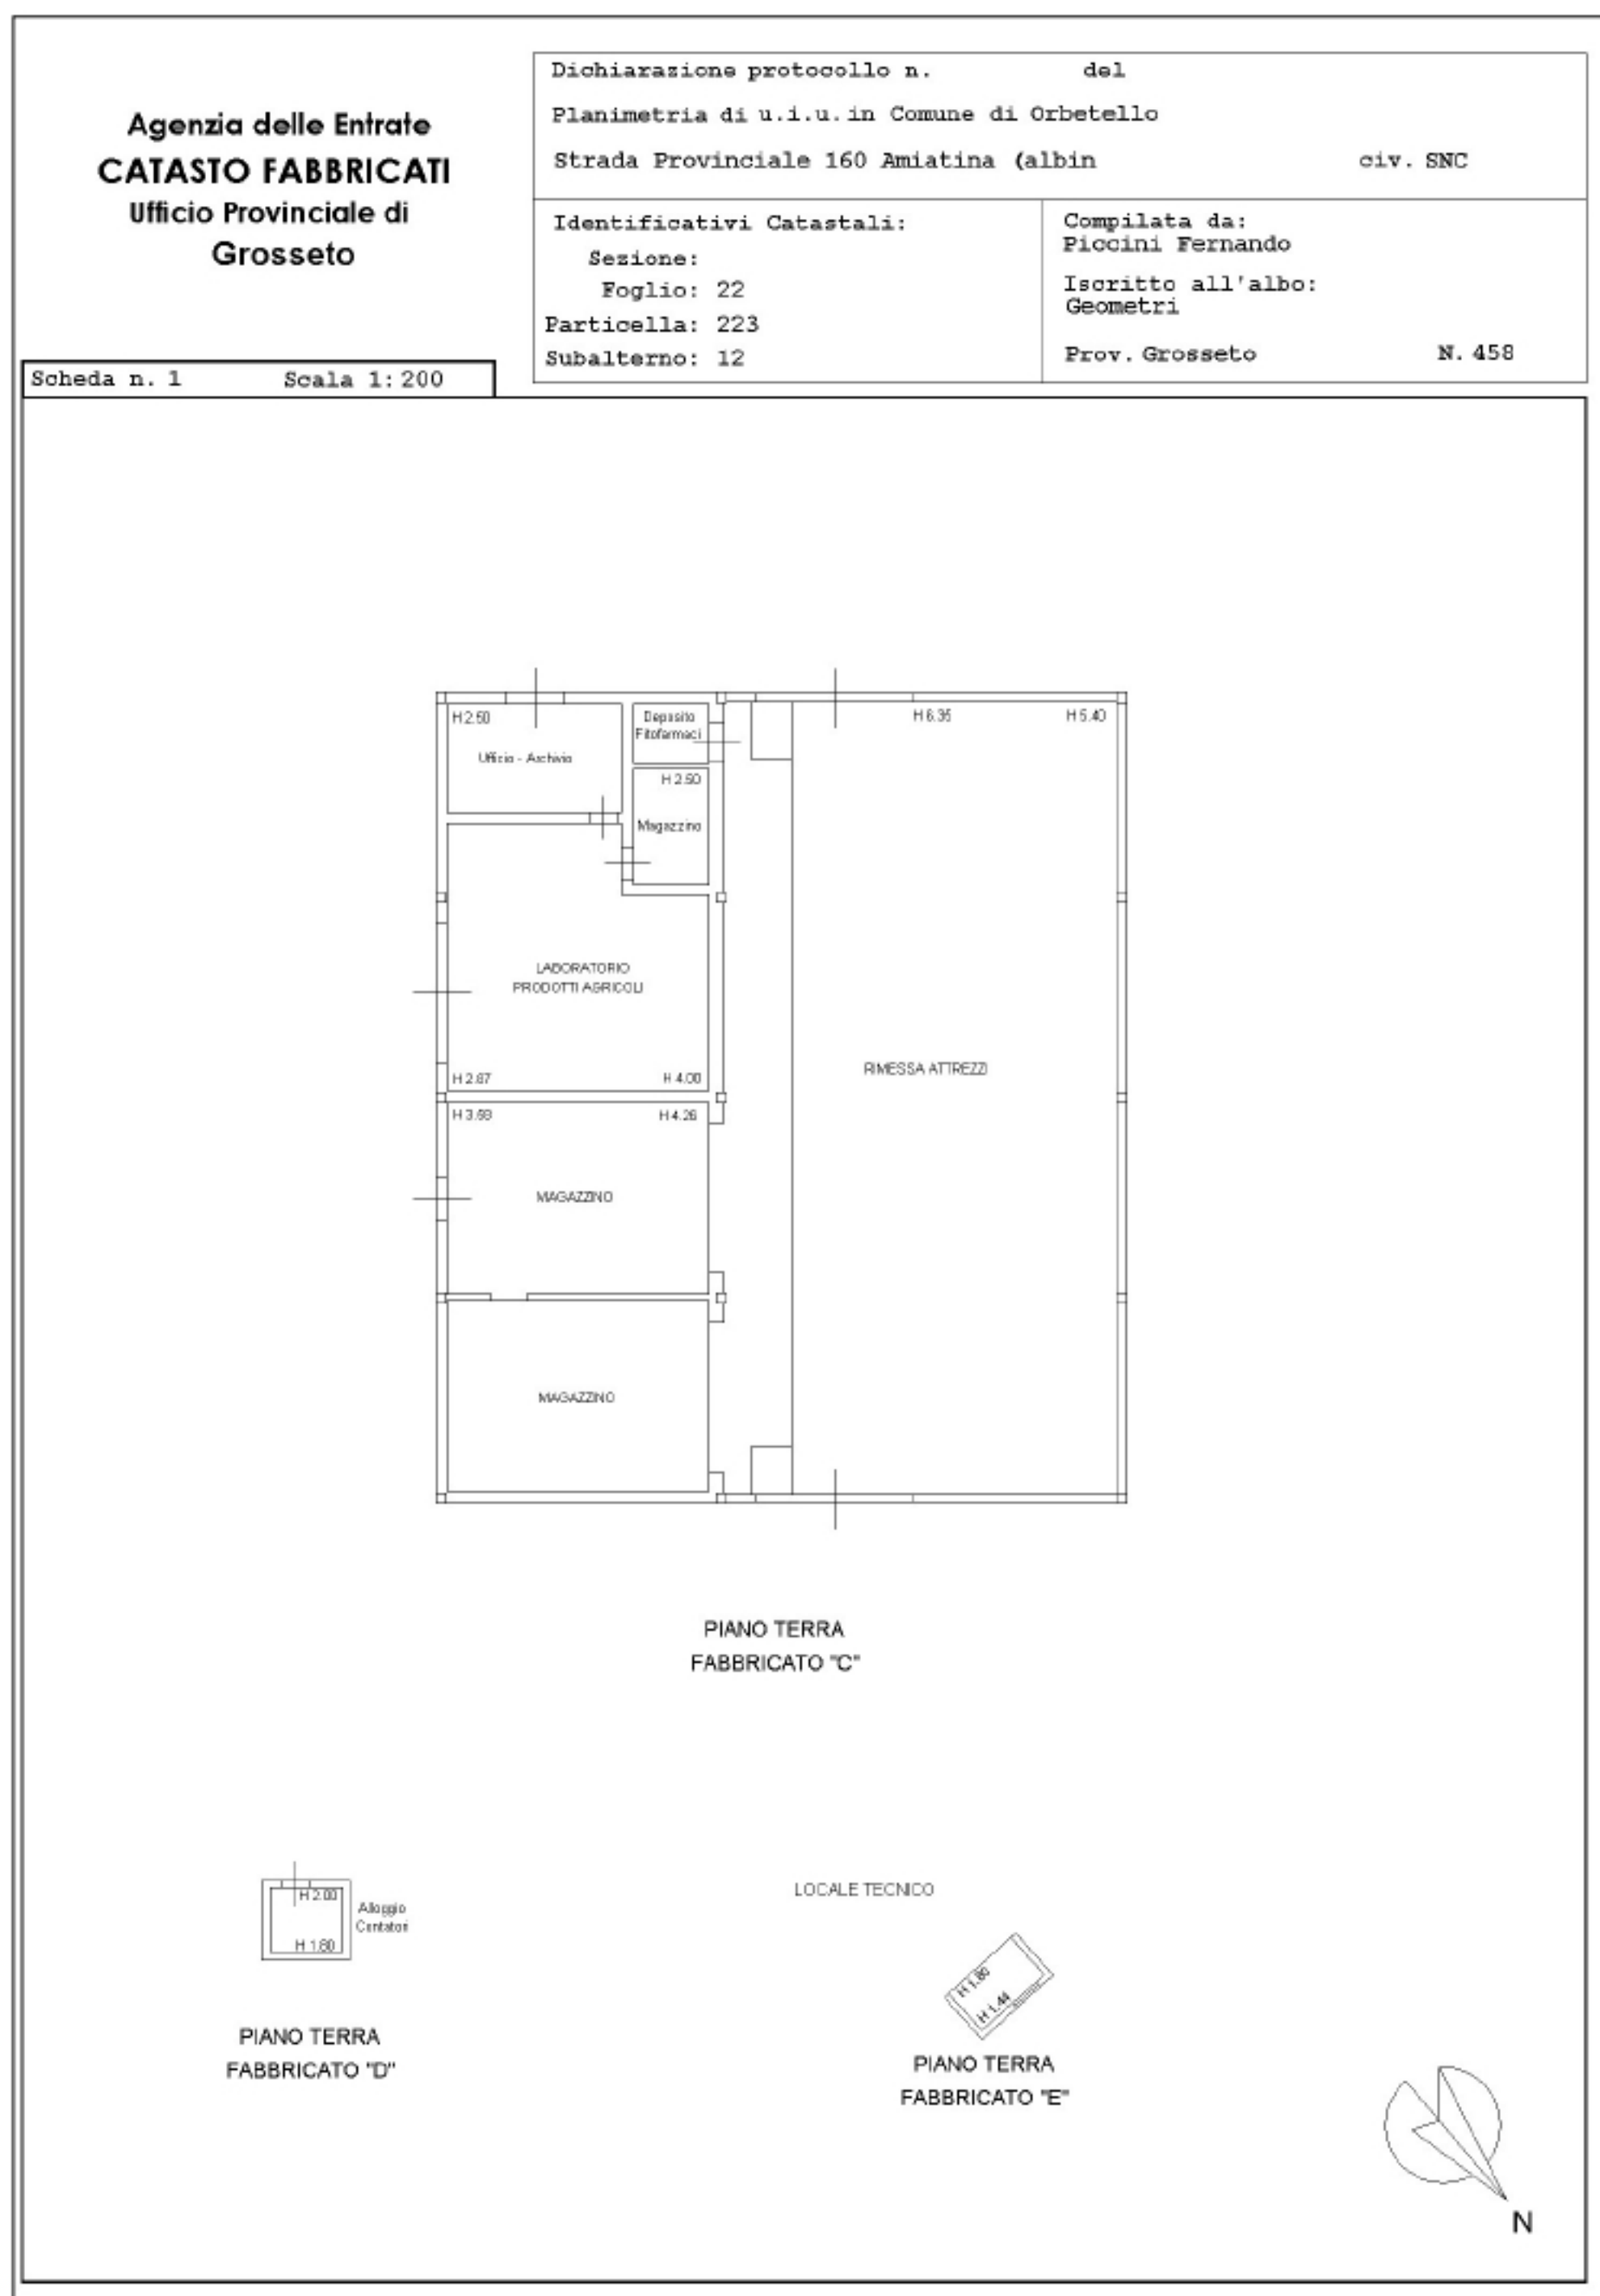 Agenzia delle Entrate
CATASTO FABBRICATI
Ufficio Provinciale di
Grosseto
Dichiarazione protocollo n. del
Planimetria di u.i.u. in Comune di Orbetello
Strada Provinciale 160 Amiatina (albin civ. SNC
Identificativi Catastali:
Sezione:
Foglio: 22
Particella: 223
Subalterno: 12
Compilata da:
Piccini Fernando
Iscritto all'albo:
Geometri
Prov. Grosseto N. 458
Scheda n. 1 Scala 1:200
H 2.50
Ufficio - Archivio
Deposito
Fitofarmaci
H 6.35
H 5.40
H 2.50
Magazzino
LABORATORIO
PRODOTTI AGRICOLI
H 2.87
H 4.00
RIMESSA ATTREZZI
H 4.26
MAGAZZINO
MAGAZZINO
PIANO TERRA
FABBRICATO "C"
H 2.00
Alloggio
Contatori
H 1.80
PIANO TERRA
FABBRICATO "D"
LOCALE TECNICO
H 1.80
H 1.44
PIANO TERRA
FABBRICATO "E"
N